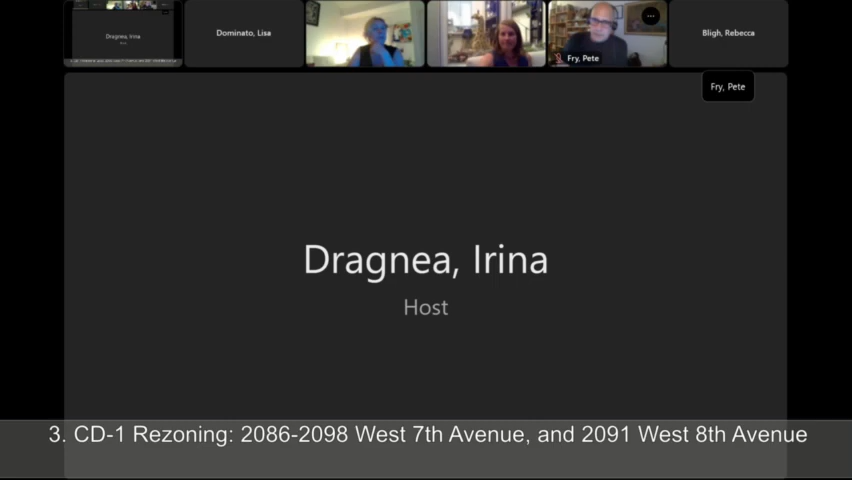 Dragnea, Irina
Dominato, Lisa
Fry, Pete
Bligh, Rebecca
Fry, Pete
Dragnea, Irina
Host
3. CD-1 Rezoning: 2086-2098 West 7th Avenue, and 2091 West 8th Avenue